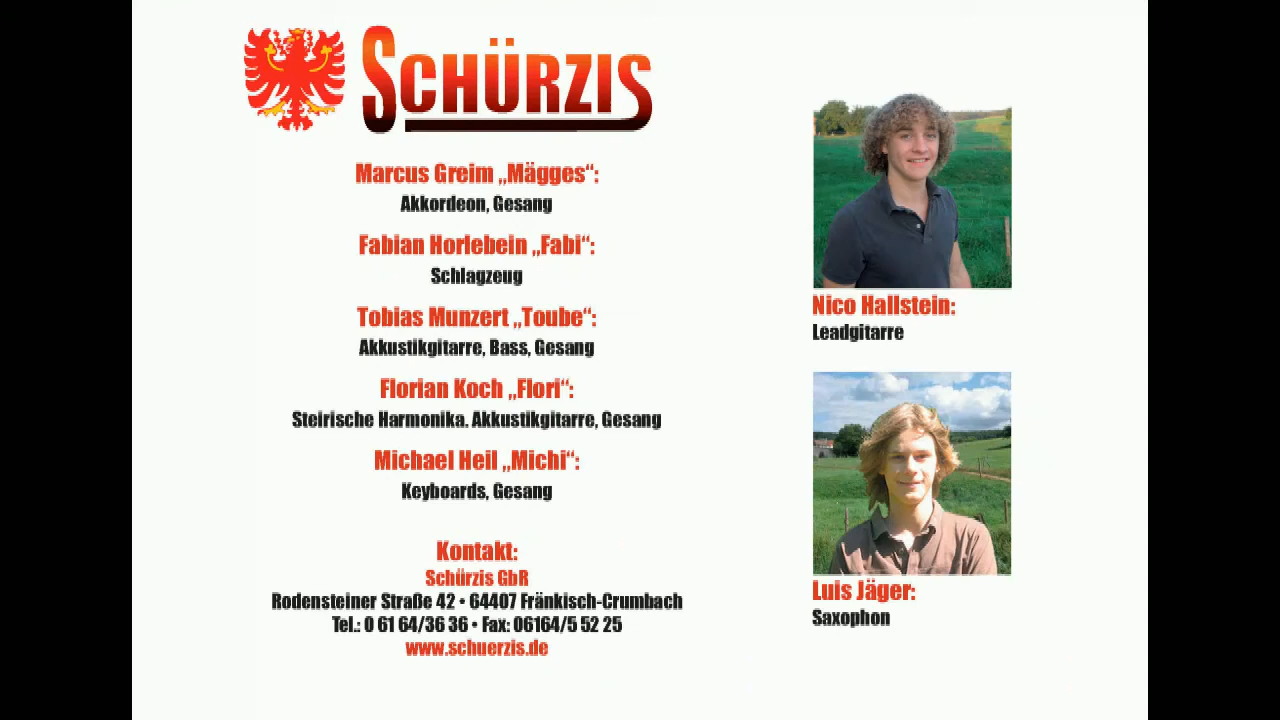 SCHÜRZIS
Marcus Greim „Mägges“:
Akkordeon, Gesang
Fabian Horlebein „Fabi“:
Schlagzeug
Tobias Munzert „Toube“:
Akkustikgitarre, Bass, Gesang
Florian Koch „Flori“:
Steirische Harmonika. Akkustikgitarre, Gesang
Michael Heil „Michi“:
Keyboards, Gesang
Kontakt:
Schürzis GbR
Rodensteiner Straße 42 • 64407 Fränkisch-Crumbach
Tel.: 0 61 64/36 36 • Fax: 06164/5 52 25
www.schuerzis.de
Nico Hallstein:
Leadgitarre
Luis Jäger:
Saxophon